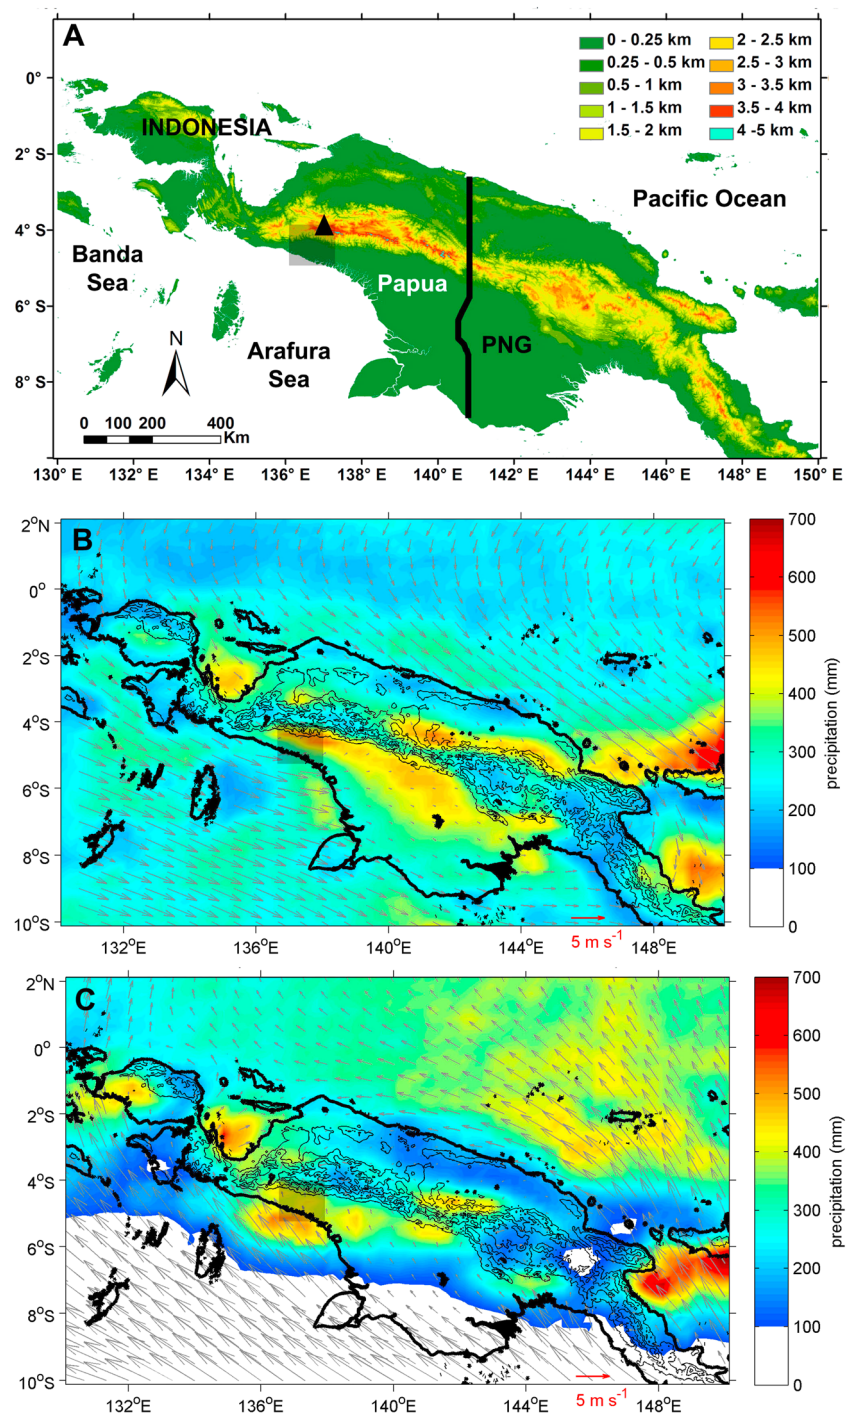 A
0 - 0.25 km
2 - 2.5 km
0.25 - 0.5 km
2.5 - 3 km
0.5 - 1 km
3 - 3.5 km
1 - 1.5 km
3.5 - 4 km
1.5 - 2 km
4 -5 km
0°
INDONESIA
2° S
Pacific Ocean
4° S
Banda
Sea
Papua
6° S
N
Arafura
Sea
PNG
8° S
0 100 200 400
Km
130° E 132° E 134° E 136° E 138° E 140° E 142° E 144° E 146° E 148° E 150° E
B
2°N
0°
2°S
4°S
6°S
8°S
10°S
5 m s-1
132°E 136°E 140°E 144°E 148°E
700
600
500
400
300
200
100
0
precipitation (mm)
C
2°N
0°
2°S
4°S
6°S
8°S
10°S
5 m s-1
132°E 136°E 140°E 144°E 148°E
700
600
500
400
300
200
100
0
precipitation (mm)